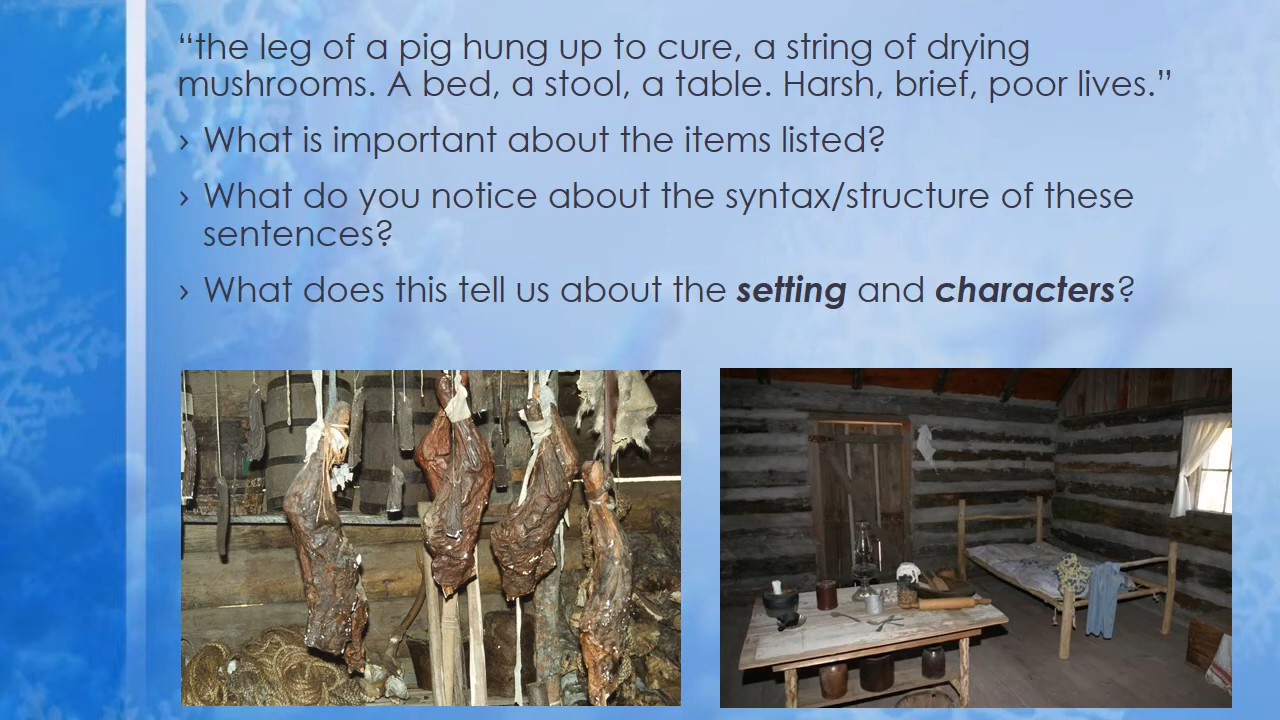 “the leg of a pig hung up to cure, a string of drying
mushrooms. A bed, a stool, a table. Harsh, brief, poor lives.”
› What is important about the items listed?
› What do you notice about the syntax/structure of these
sentences?
› What does this tell us about the setting and characters?